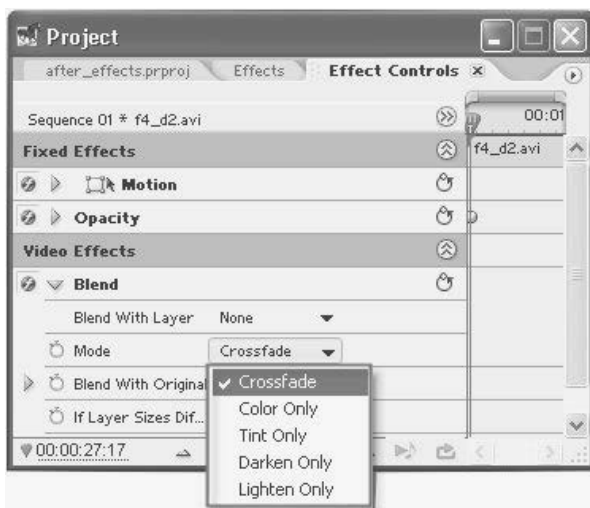 Project
after_effects.prproj Effects Effect Controls
Sequence 01 * f4_d2.avi 00:01
Fixed Effects f4_d2.avi
Motion
Opacity
Video Effects
Blend
Blend With Layer None
Mode Crossfade
Blend With Original Crossfade
Color Only
If Layer Sizes Dif...
Tint Only
00:00:27:17 Darken Only
Lighten Only